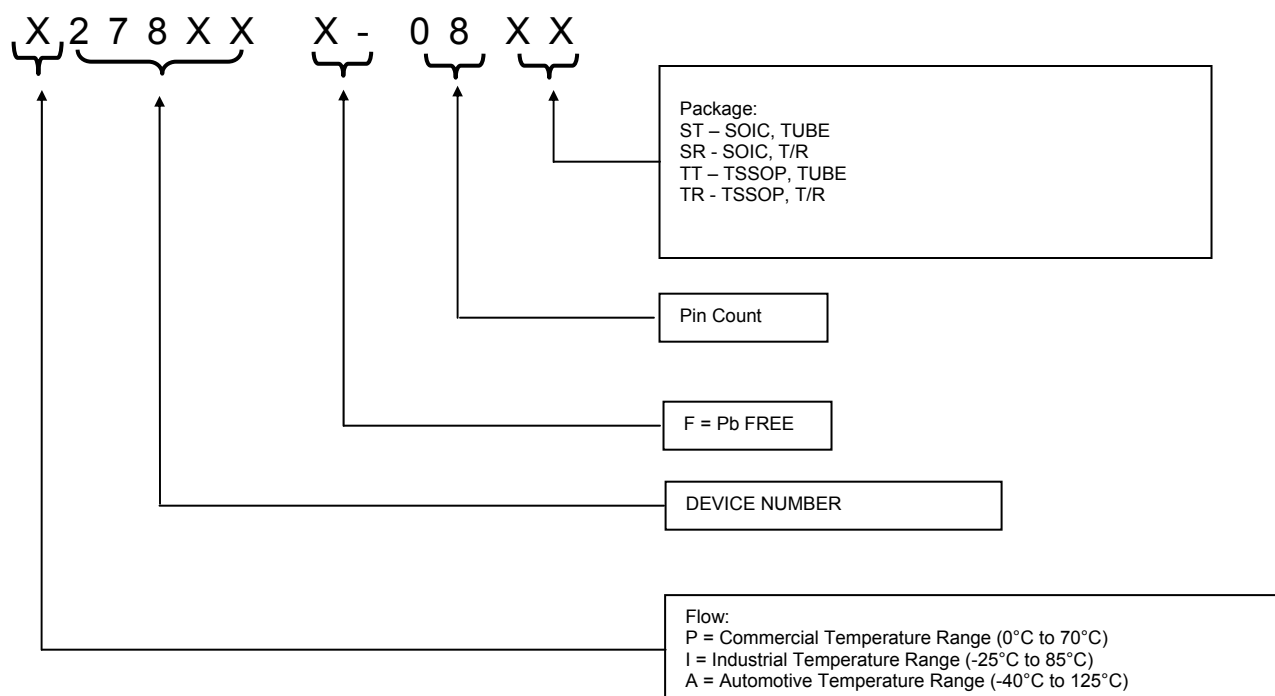 X 2 7 8 X X X - 0 8 X X
Package:
ST – SOIC, TUBE
SR - SOIC, T/R
TT – TSSOP, TUBE
TR - TSSOP, T/R
Pin Count
F = Pb FREE
DEVICE NUMBER
Flow:
P = Commercial Temperature Range (0°C to 70°C)
I = Industrial Temperature Range (-25°C to 85°C)
A = Automotive Temperature Range (-40°C to 125°C)